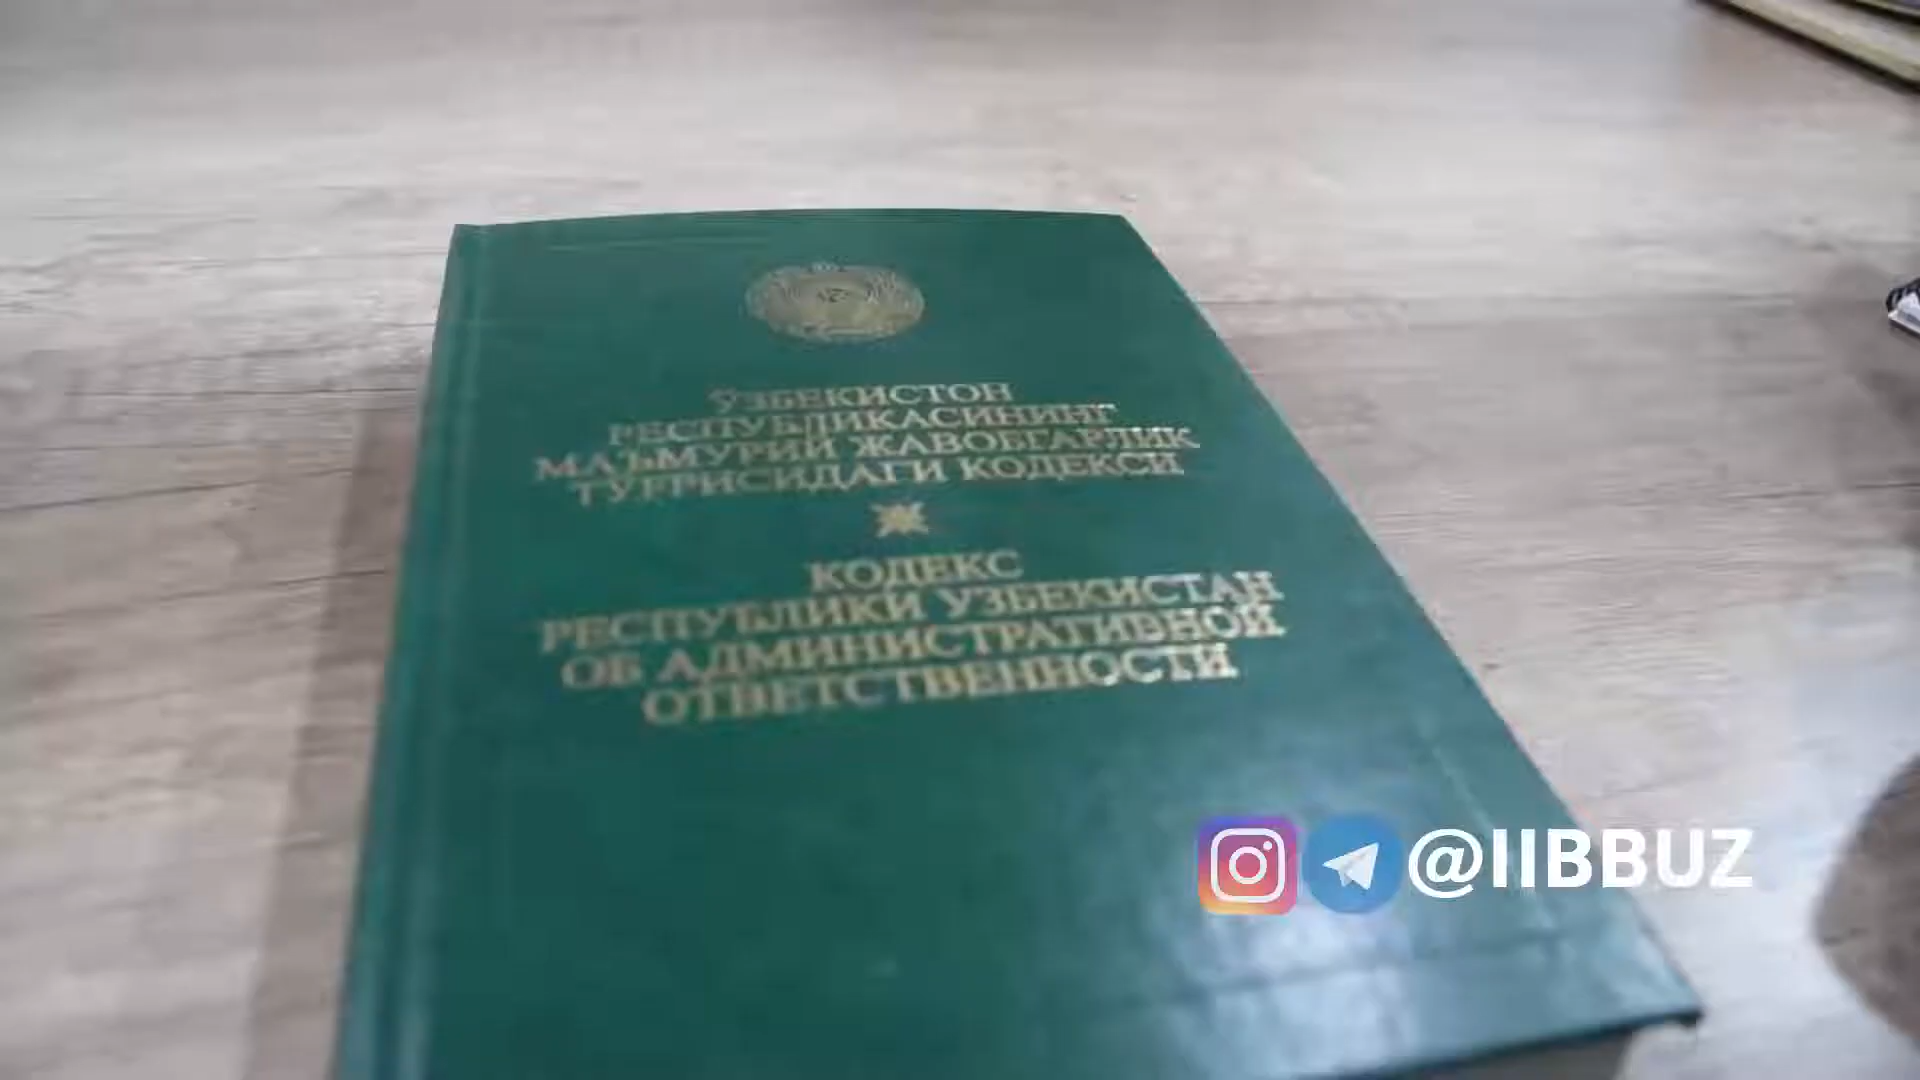 ЎЗБЕКИСТОН
РЕСПУБЛИКАСИНИНГ
МАЪМУРИЙ ЖАВОБГАРЛИК
ТЎҒРИСИДАГИ КОДЕКСИ
КОДЕКС
РЕСПУБЛИКИ УЗБЕКИСТАН
ОБ АДМИНИСТРАТИВНОЙ
ОТВЕТСТВЕННОСТИ
@IIBBUZ